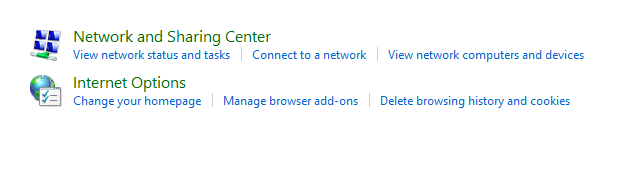 Network and Sharing Center
View network status and tasks Connect to a network View network computers and devices
Internet Options
Change your homepage Manage browser add-ons Delete browsing history and cookies